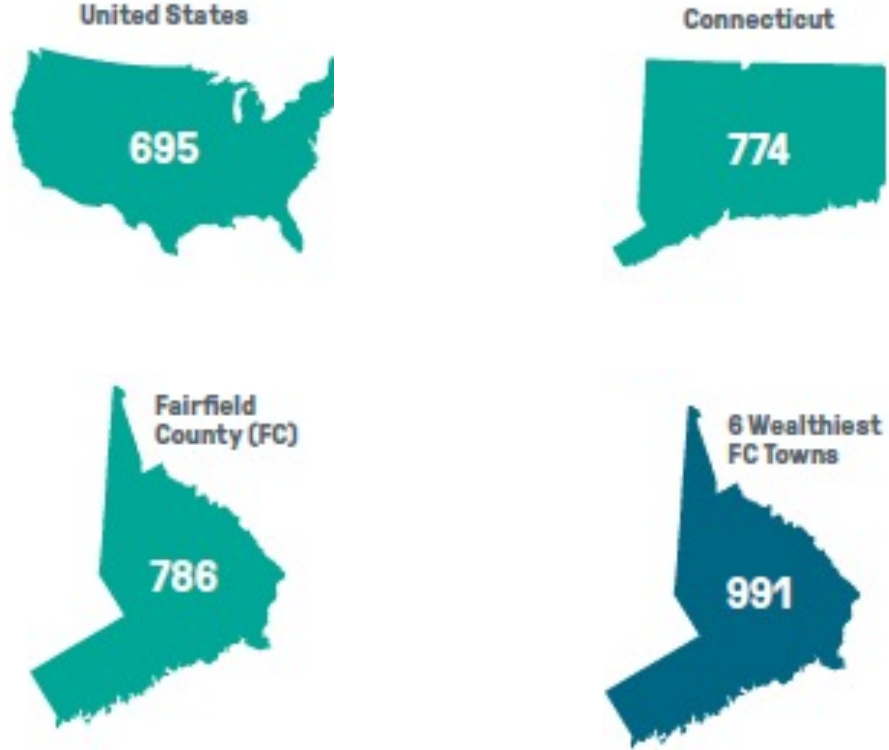 United States
695
Connecticut
774
Fairfield
County (FC)
786
6 Wealthiest
FC Towns
991